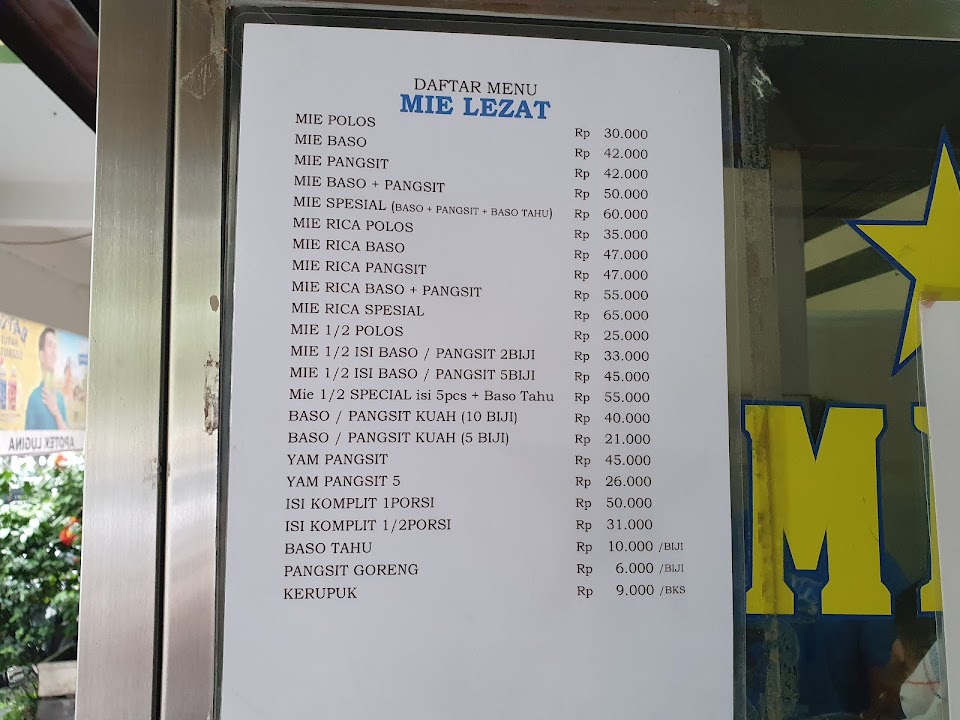 DAFTAR MENU
MIE LEZAT
MIE POLOS Rp 30.000
MIE BASO Rp 42.000
MIE PANGSIT Rp 42.000
MIE BASO + PANGSIT Rp 50.000
MIE SPESIAL (BASO + PANGSIT + BASO TAHU) Rp 60.000
MIE RICA POLOS Rp 35.000
MIE RICA BASO Rp 47.000
MIE RICA PANGSIT Rp 47.000
MIE RICA BASO + PANGSIT Rp 55.000
MIE RICA SPESIAL Rp 65.000
MIE 1/2 POLOS Rp 25.000
MIE 1/2 ISI BASO / PANGSIT 2BIJI Rp 33.000
MIE 1/2 ISI BASO / PANGSIT 5BIJI Rp 45.000
Mie 1/2 SPECIAL isi 5pcs + Baso Tahu Rp 55.000
BASO / PANGSIT KUAH (10 BIJI) Rp 40.000
BASO / PANGSIT KUAH (5 BIJI) Rp 21.000
YAM PANGSIT Rp 45.000
YAM PANGSIT 5 Rp 26.000
ISI KOMPLIT 1PORSI Rp 50.000
ISI KOMPLIT 1/2PORSI Rp 31.000
BASO TAHU Rp 10.000 /BIJI
PANGSIT GORENG Rp 6.000 /BIJI
KERUPUK Rp 9.000 /BKS
M
APOTEK LUGINA